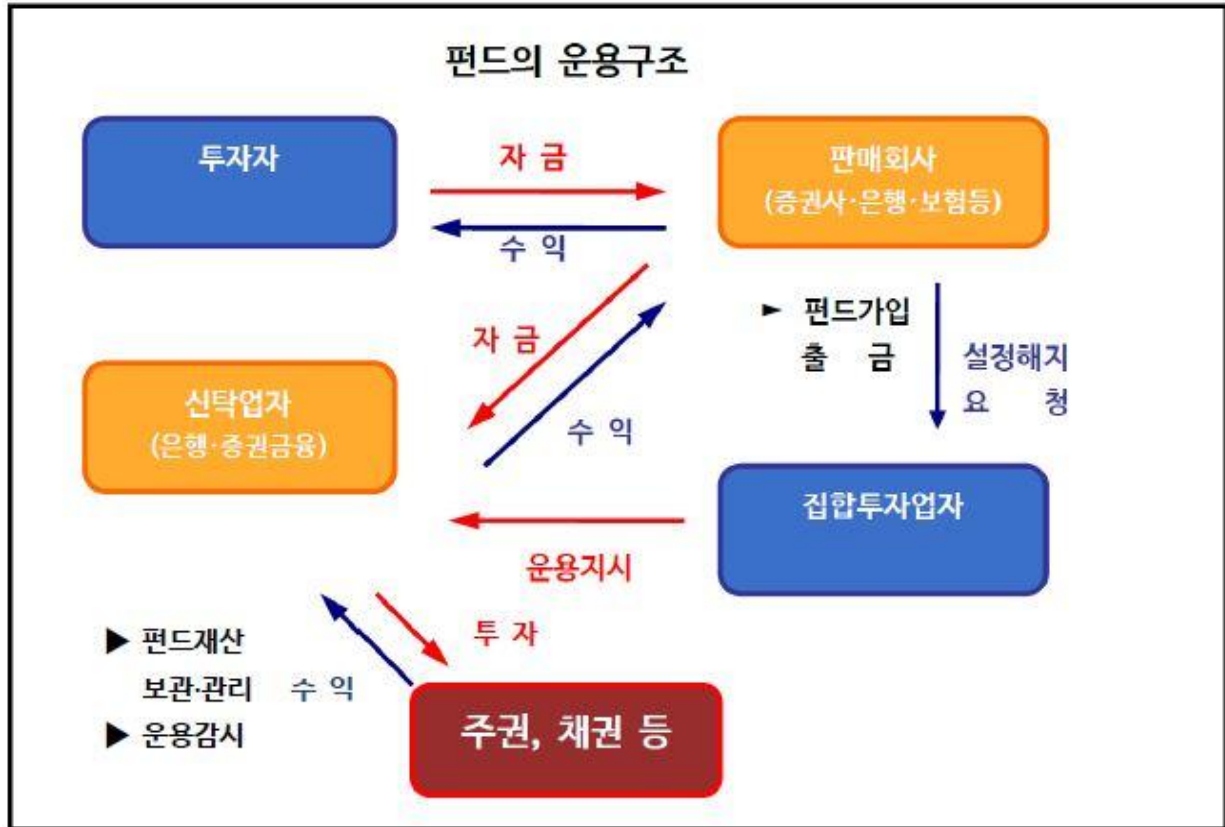 펀드의 운용구조
투자자
자 금
판매회사
(증권사·은행·보험등)
수 익
► 펀드가입
출 금
설정해지
요 청
자 금
수 익
신탁업자
(은행·증권금융)
집합투자업자
운용지시
▶ 펀드재산
보관·관리
▶ 운용감시
수 익
투 자
주권, 채권 등